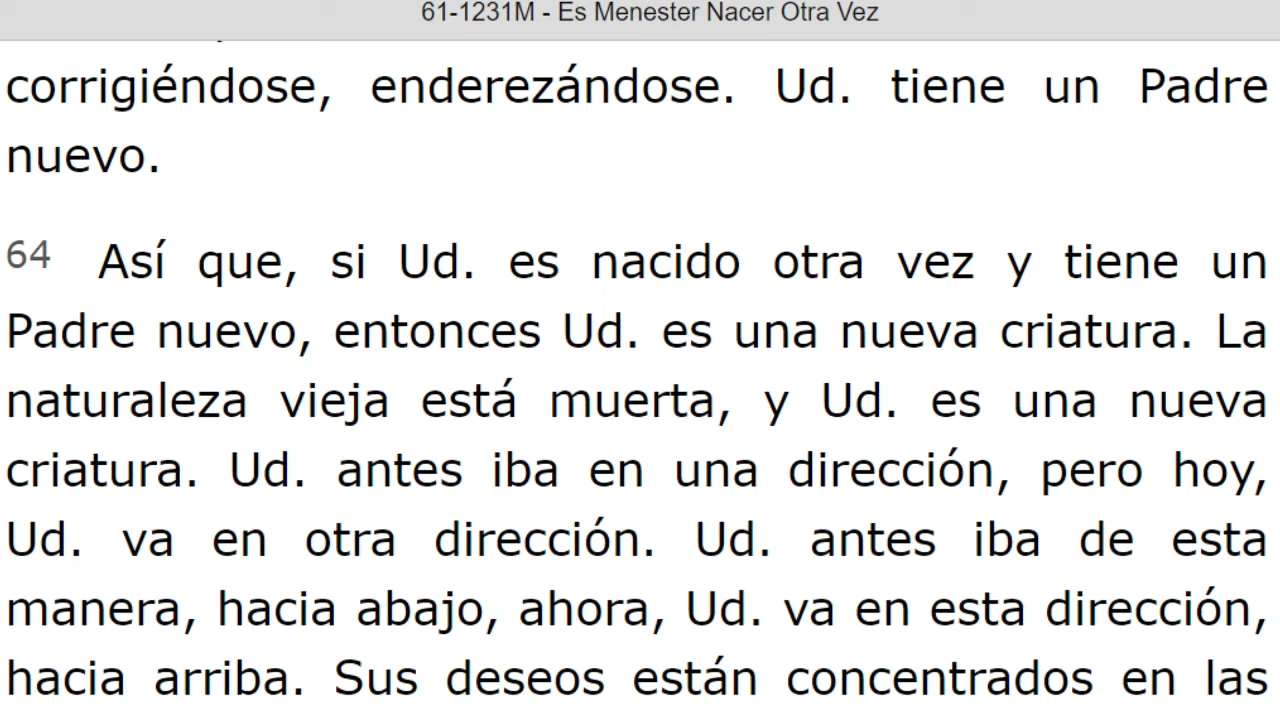 61-1231M - Es Menester Nacer Otra Vez
corrigiéndose, enderezándose. Ud. tiene un Padre
nuevo.
64 Así que, si Ud. es nacido otra vez y tiene un
Padre nuevo, entonces Ud. es una nueva criatura. La
naturaleza vieja está muerta, y Ud. es una nueva
criatura. Ud. antes iba en una dirección, pero hoy,
Ud. va en otra dirección. Ud. antes iba de esta
manera, hacia abajo, ahora, Ud. va en esta dirección,
hacia arriba. Sus deseos están concentrados en las